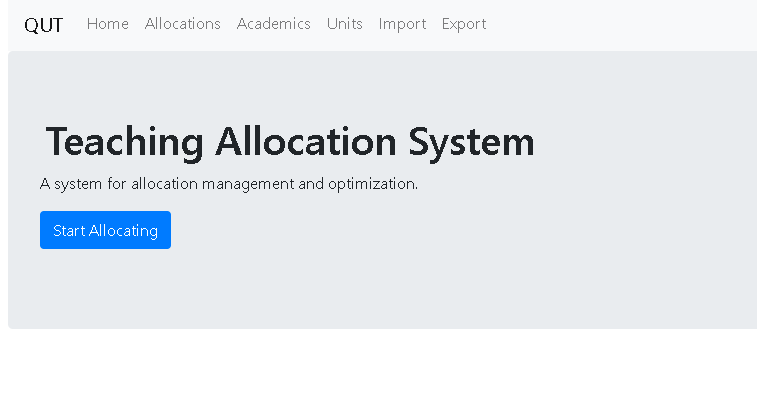 QUT Home Allocations Academics Units Import Export
Teaching Allocation System
A system for allocation management and optimization.
Start Allocating